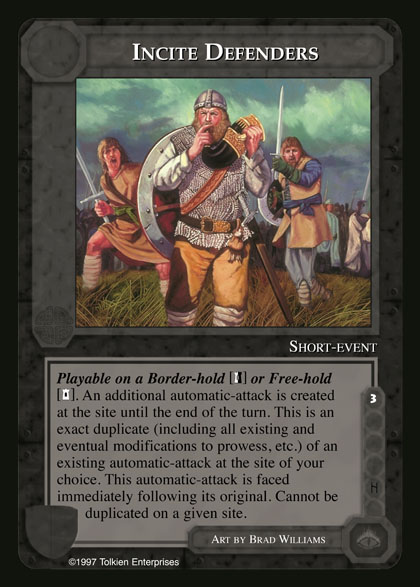 INCITE DEFENDERS
SHORT-EVENT
Playable on a Border-hold [ ] or Free-hold
[ ]. An additional automatic-attack is created
at the site until the end of the turn. This is an
exact duplicate (including all existing and
eventual modifications to prowess, etc.) of an
existing automatic-attack at the site of your
choice. This automatic-attack is faced
immediately following its original. Cannot be
duplicated on a given site.
3
H
ART BY BRAD WILLIAMS
©1997 Tolkien Enterprises